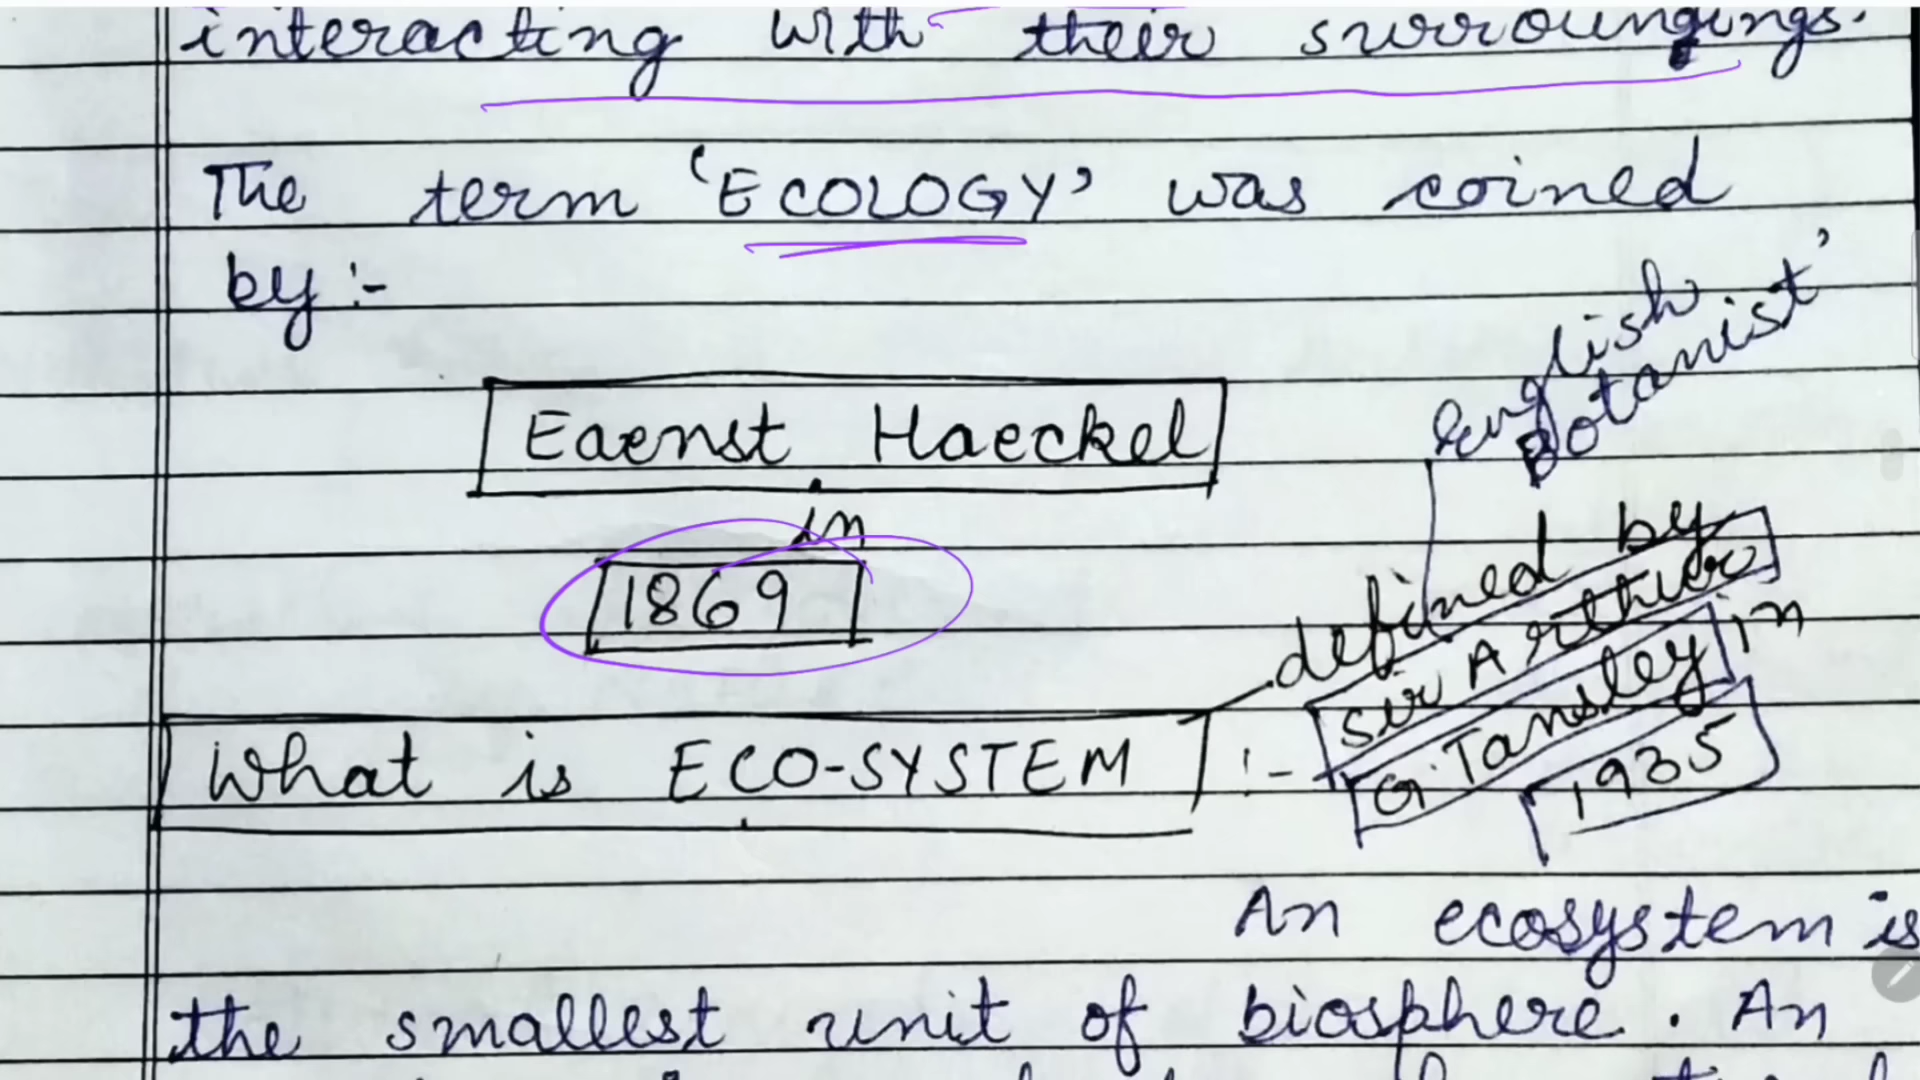 interacting with their surroundings.
The term 'ECOLOGY' was coined
by :-
Eaenst Haeckel
in
1869
english
Botanist'
defined by
sir Arthur
G. Tansley in
1935
What is ECO-SYSTEM :-
An ecosystem is
the smallest unit of biosphere. An